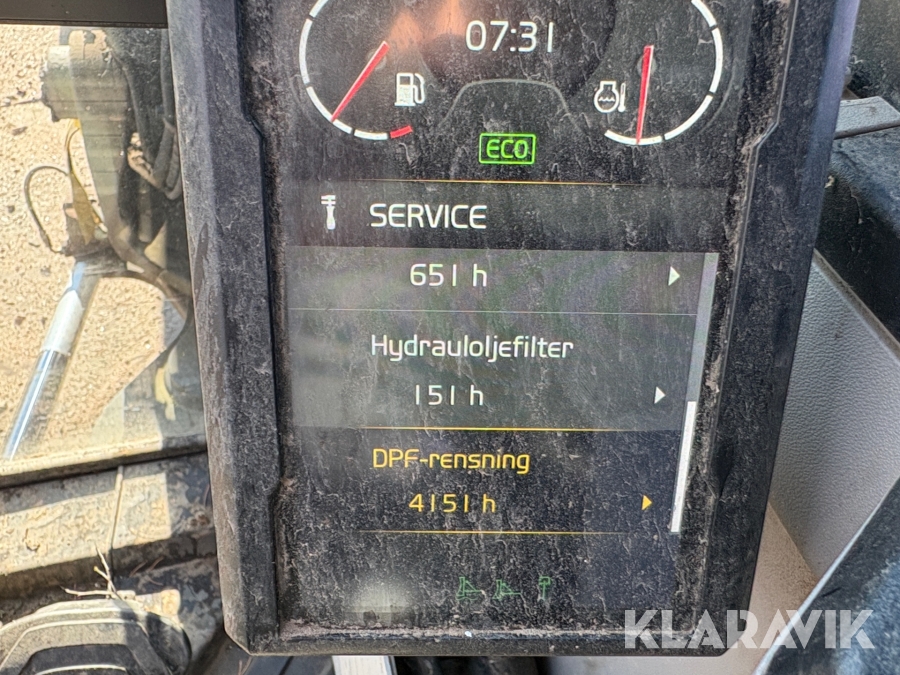 07:31
ECO
SERVICE
651 h
Hydrauloljefilter
151 h
DPF-rensning
4151 h
KLARAVIK